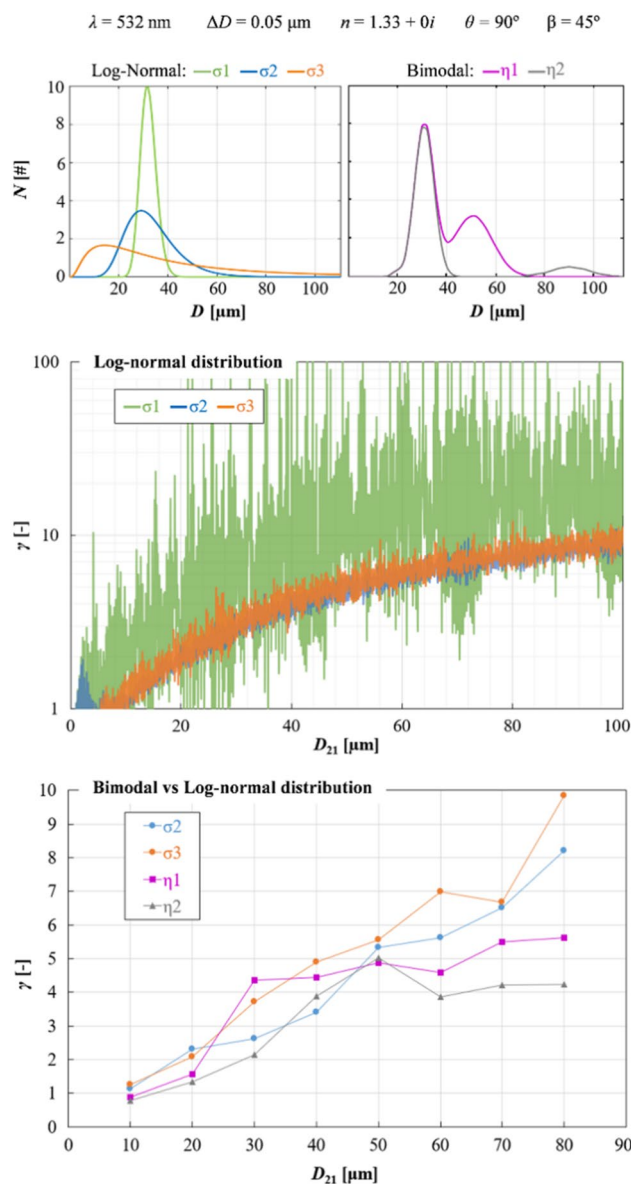 λ = 532 nm ΔD = 0.05 μm n = 1.33 + 0i θ = 90º β = 45º
Log-Normal: σ1 σ2 σ3 Bimodal: η1 η2
N [#]
10
8
6
4
2
0
20 40 60 80 100
D [μm]
20 40 60 80 100
D [μm]
Log-normal distribution
σ1 σ2 σ3
γ [-]
100
10
1
0 20 40 60 80 100
D21 [μm]
Bimodal vs Log-normal distribution
σ2
σ3
η1
η2
γ [-]
10
9
8
7
6
5
4
3
2
1
0
0 10 20 30 40 50 60 70 80 90
D21 [μm]